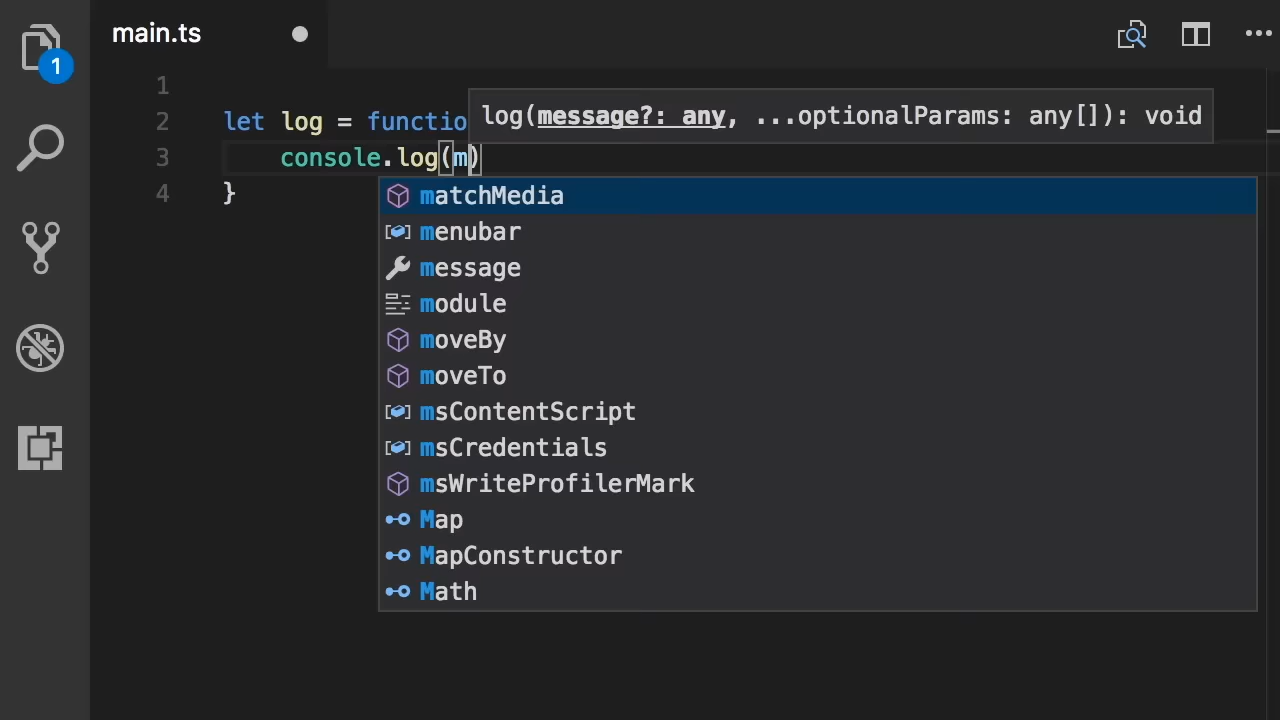 main.ts
1
1
2 let log = functio
log(message?: any, ...optionalParams: any[]): void
3 console.log(m)
4 }
matchMedia
menubar
message
module
moveBy
moveTo
msContentScript
msCredentials
msWriteProfilerMark
Map
MapConstructor
Math